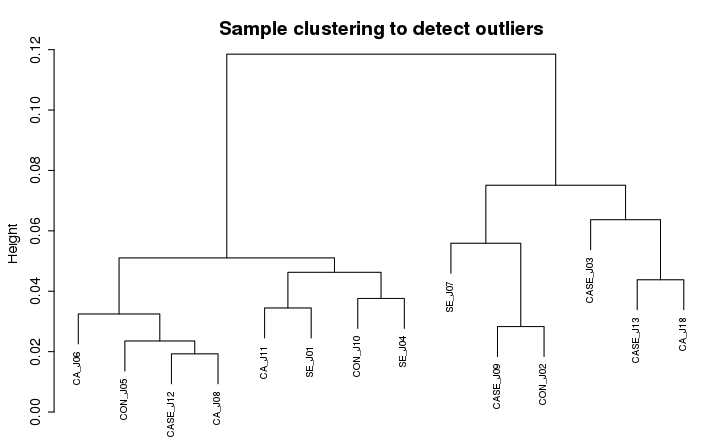 Sample clustering to detect outliers
Height
0.12
0.10
0.08
0.06
0.04
0.02
0.00
CA_J06
CON_J05
CASE_J12
CA_J08
CA_J11
SE_J01
CON_J10
SE_J04
SE_J07
CASE_J09
CON_J02
CASE_J03
CASE_J13
CA_J18